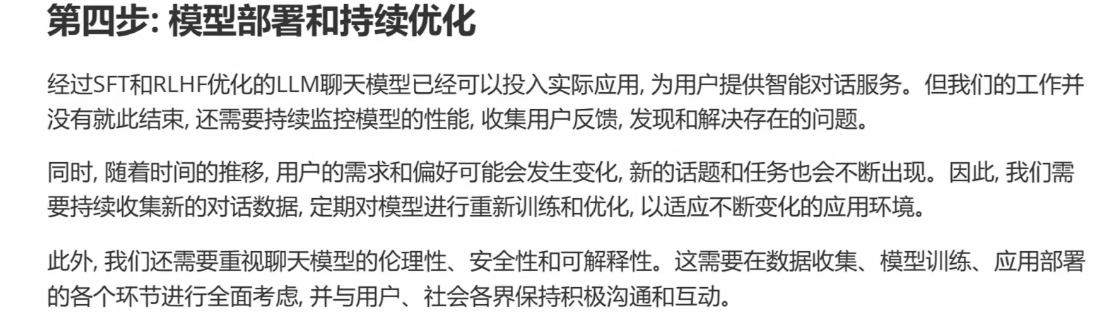 第四步: 模型部署和持续优化
经过SFT和RLHF优化的LLM聊天模型已经可以投入实际应用, 为用户提供智能对话服务。但我们的工作并
没有就此结束, 还需要持续监控模型的性能, 收集用户反馈, 发现和解决存在的问题。
同时, 随着时间的推移, 用户的需求和偏好可能会发生变化, 新的话题和任务也会不断出现。因此, 我们需
要持续收集新的对话数据, 定期对模型进行重新训练和优化, 以适应不断变化的应用环境。
此外, 我们还需要重视聊天模型的伦理性、安全性和可解释性。这需要在数据收集、模型训练、应用部署
的各个环节进行全面考虑, 并与用户、社会各界保持积极沟通和互动。